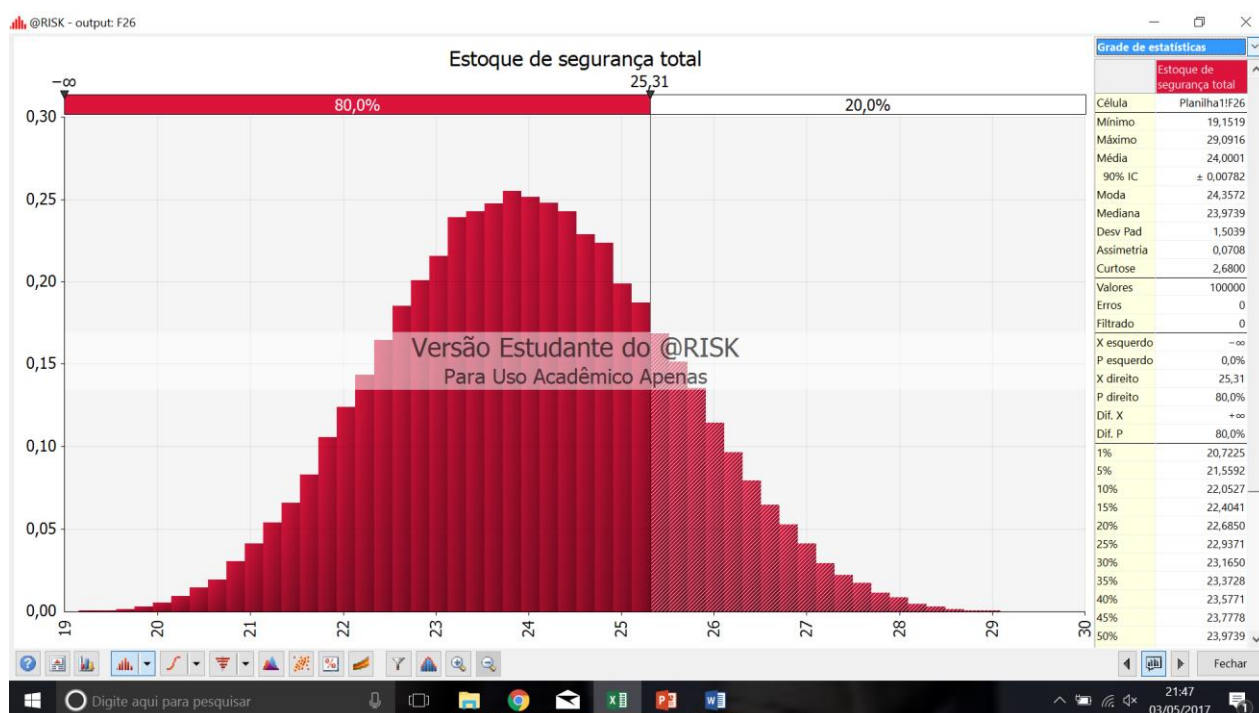 @RISK - output: F26
Estoque de segurança total
−∞
25,31
80,0%
20,0%
0,30
0,25
0,20
0,15
0,10
0,05
0,00
19
20
21
22
23
24
25
26
27
28
29
30
Versão Estudante do @RISK
Para Uso Acadêmico Apenas
Grade de estatísticas
Estoque de
segurança total
Célula Planilha1!F26
Mínimo 19,1519
Máximo 29,0916
Média 24,0001
90% IC ± 0,00782
Moda 24,3572
Mediana 23,9739
Desv Pad 1,5039
Assimetria 0,0708
Curtose 2,6800
Valores 100000
Erros 0
Filtrado 0
X esquerdo −∞
P esquerdo 0,0%
X direito 25,31
P direito 80,0%
Dif. X +∞
Dif. P 80,0%
1% 20,7225
5% 21,5592
10% 22,0527
15% 22,4041
20% 22,6850
25% 22,9371
30% 23,1650
35% 23,3728
40% 23,5771
45% 23,7778
50% 23,9739
Fechar
Digite aqui para pesquisar
21:47
03/05/2017